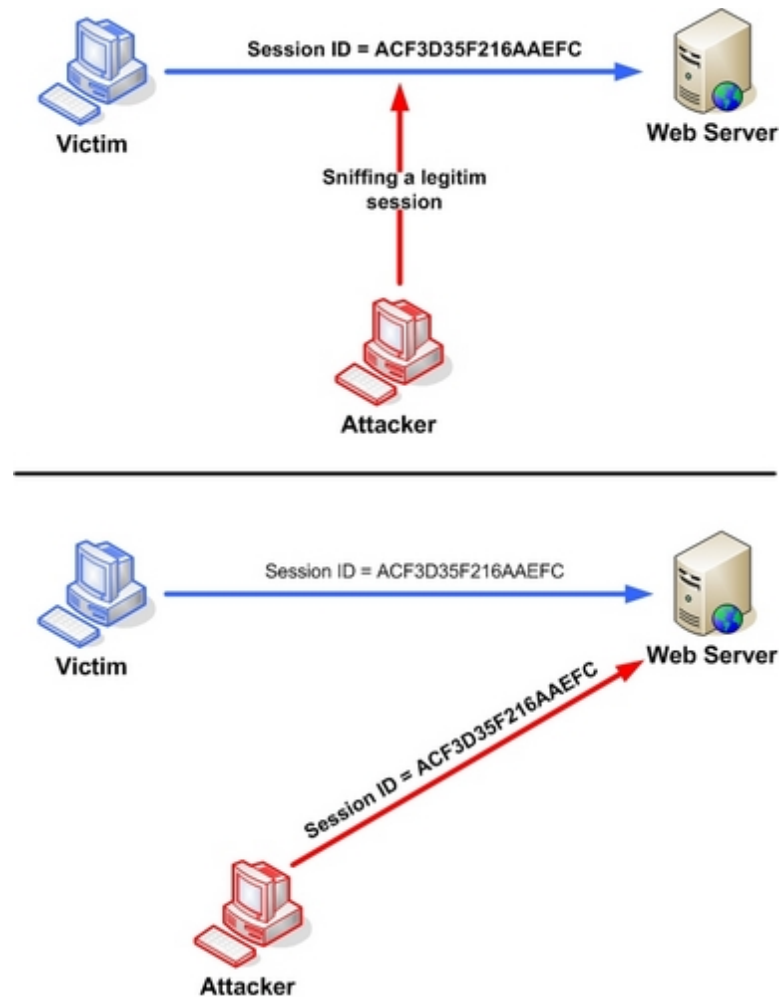 Session ID = ACF3D35F216AAEFC
Victim
Web Server
Sniffing a legitim
session
Attacker
Session ID = ACF3D35F216AAEFC
Victim
Web Server
Session ID = ACF3D35F216AAEFC
Attacker